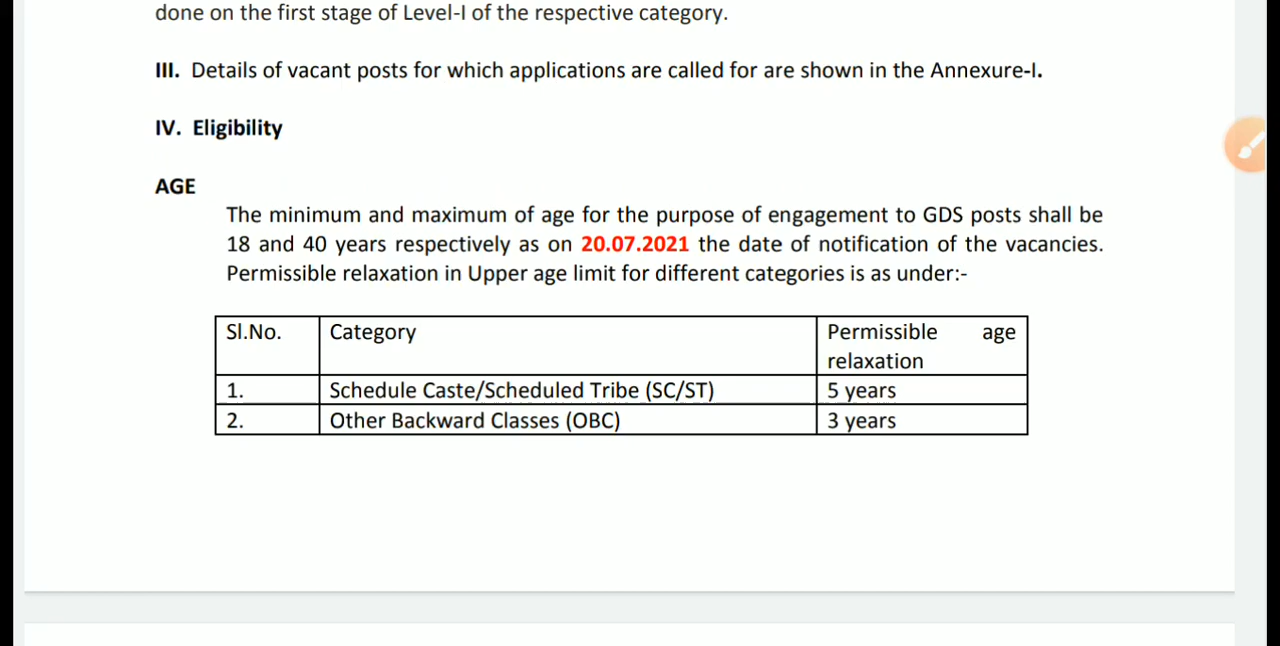 done on the first stage of Level-I of the respective category.
III. Details of vacant posts for which applications are called for are shown in the Annexure-I.
IV. Eligibility
AGE
The minimum and maximum of age for the purpose of engagement to GDS posts shall be
18 and 40 years respectively as on 20.07.2021 the date of notification of the vacancies.
Permissible relaxation in Upper age limit for different categories is as under:-
Sl.No. Category Permissible age
relaxation
1. Schedule Caste/Scheduled Tribe (SC/ST) 5 years
2. Other Backward Classes (OBC) 3 years